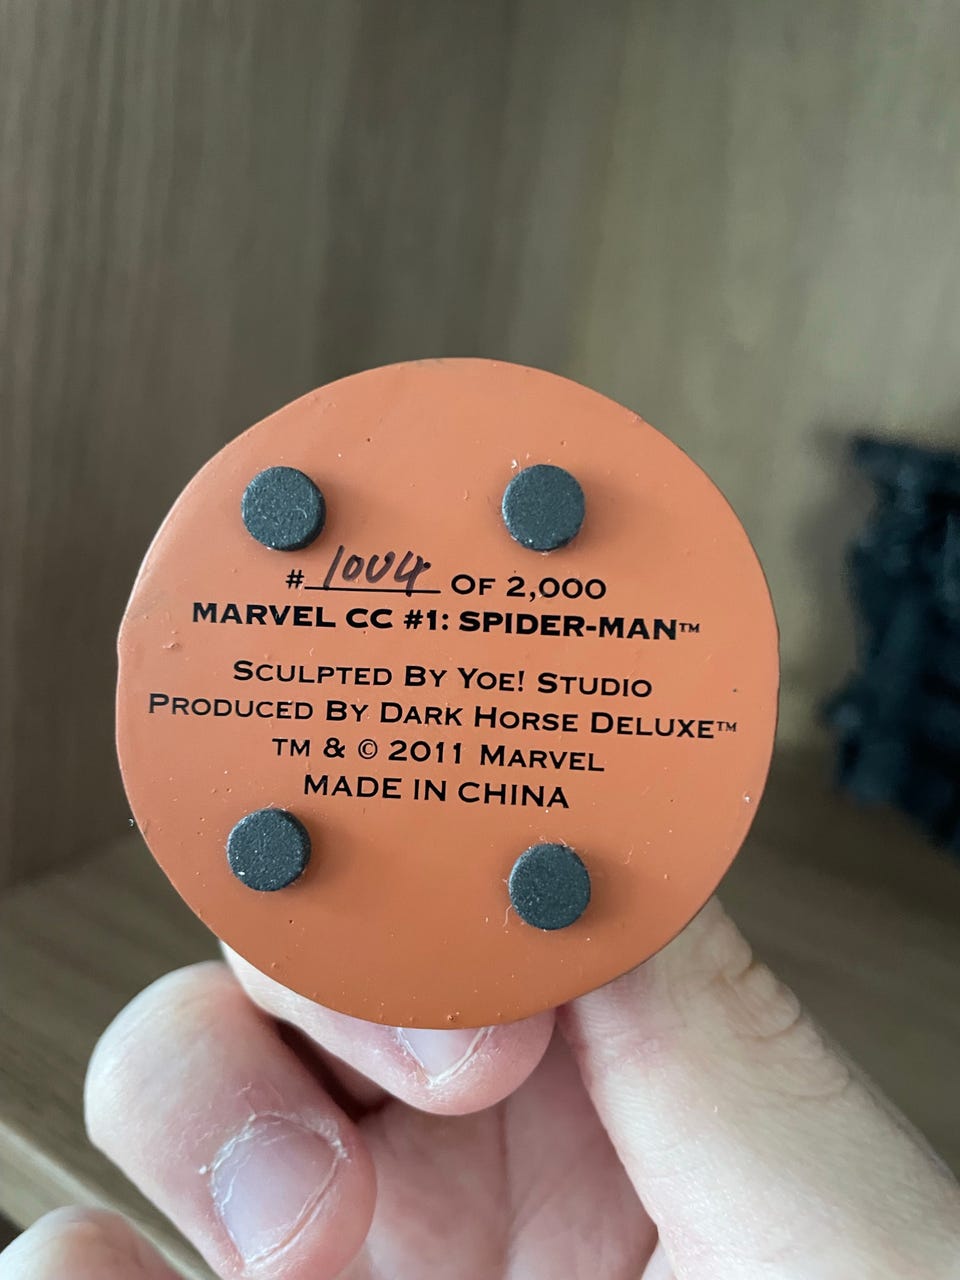 # 1004 OF 2,000
MARVEL CC #1: SPIDER-MAN™
SCULPTED BY YOE! STUDIO
PRODUCED BY DARK HORSE DELUXE™
TM & © 2011 MARVEL
MADE IN CHINA